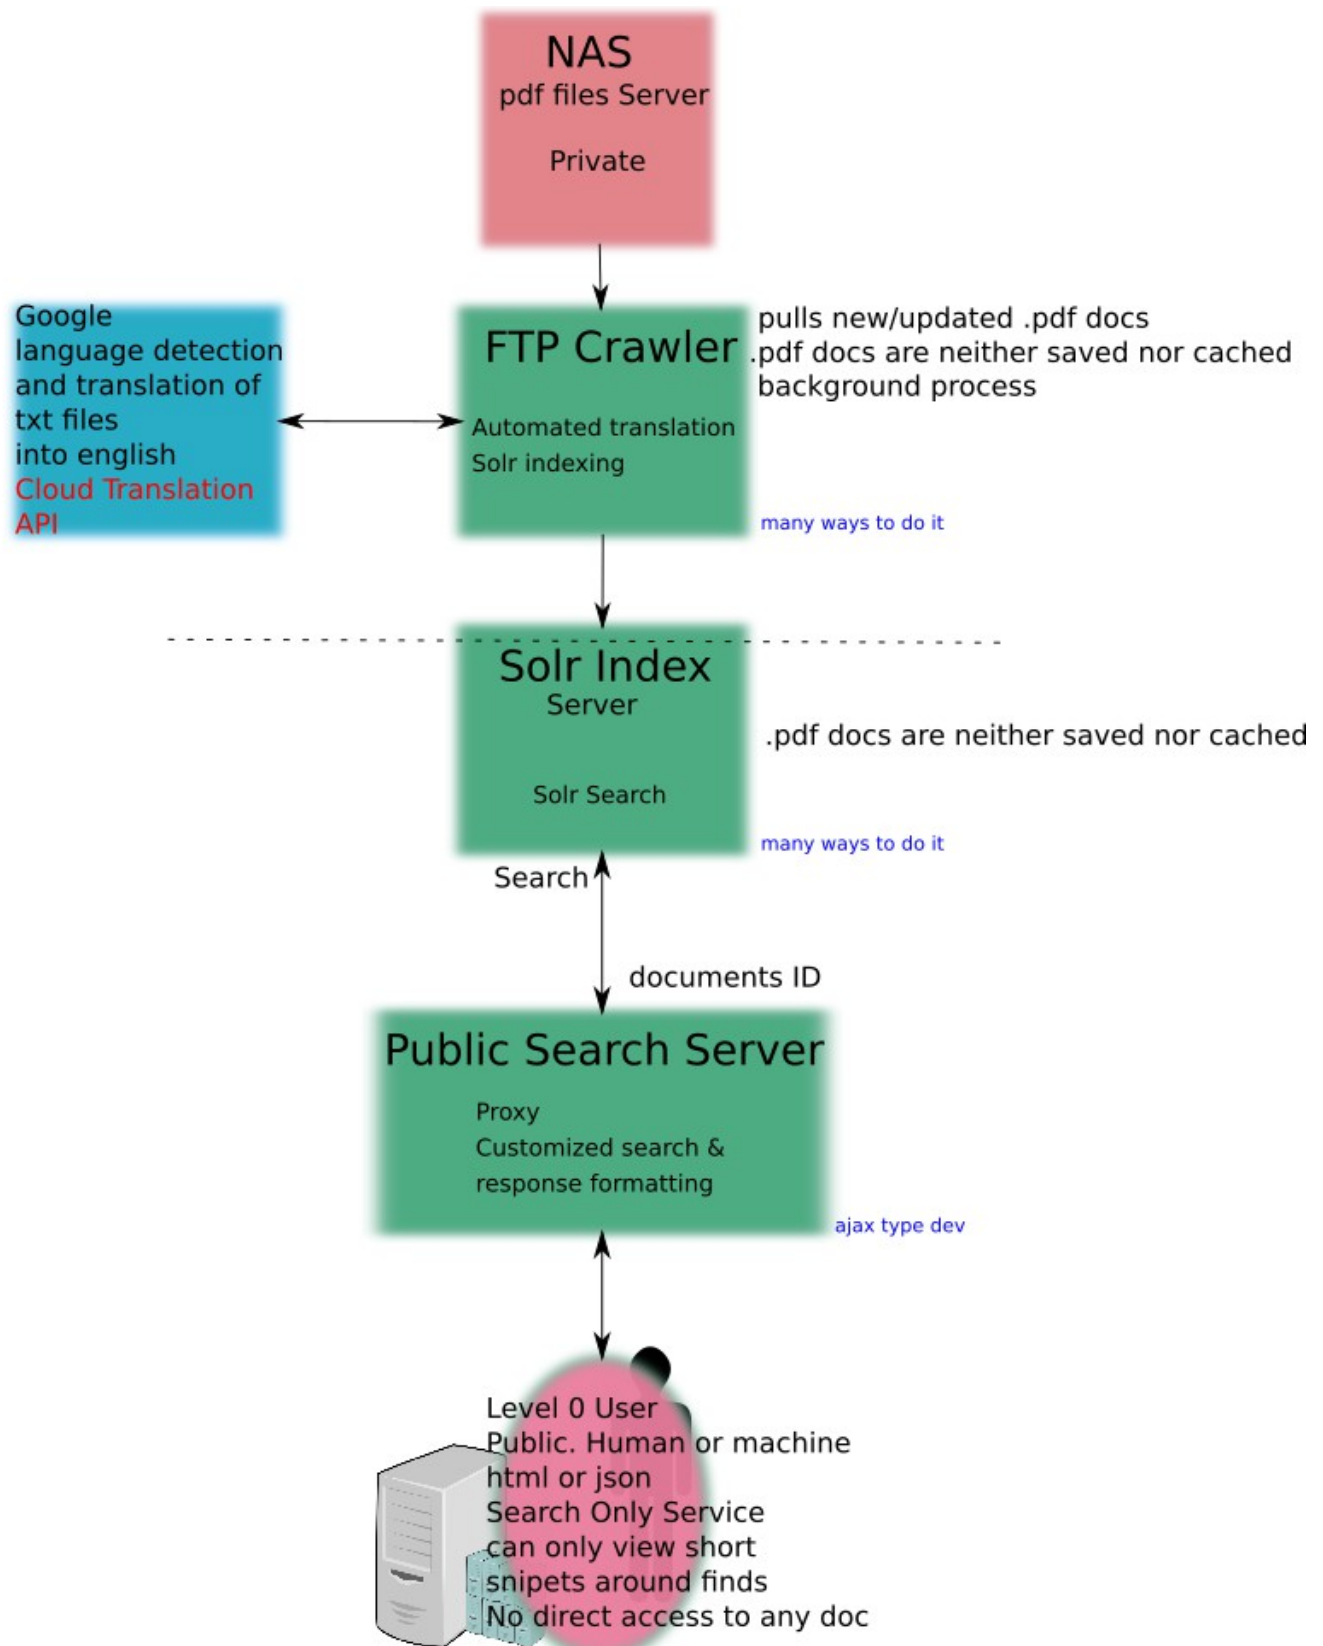 NAS
pdf files Server
Private
Google
language detection
and translation of
txt files
into english
Cloud Translation
API
FTP Crawler
Automated translation
Solr indexing
pulls new/updated .pdf docs
.pdf docs are neither saved nor cached
background process
many ways to do it
Solr Index
Server
Solr Search
.pdf docs are neither saved nor cached
many ways to do it
Search
documents ID
Public Search Server
Proxy
Customized search &
response formatting
ajax type dev
Level 0 User
Public. Human or machine
html or json
Search Only Service
can only view short
snipets around finds
No direct access to any doc